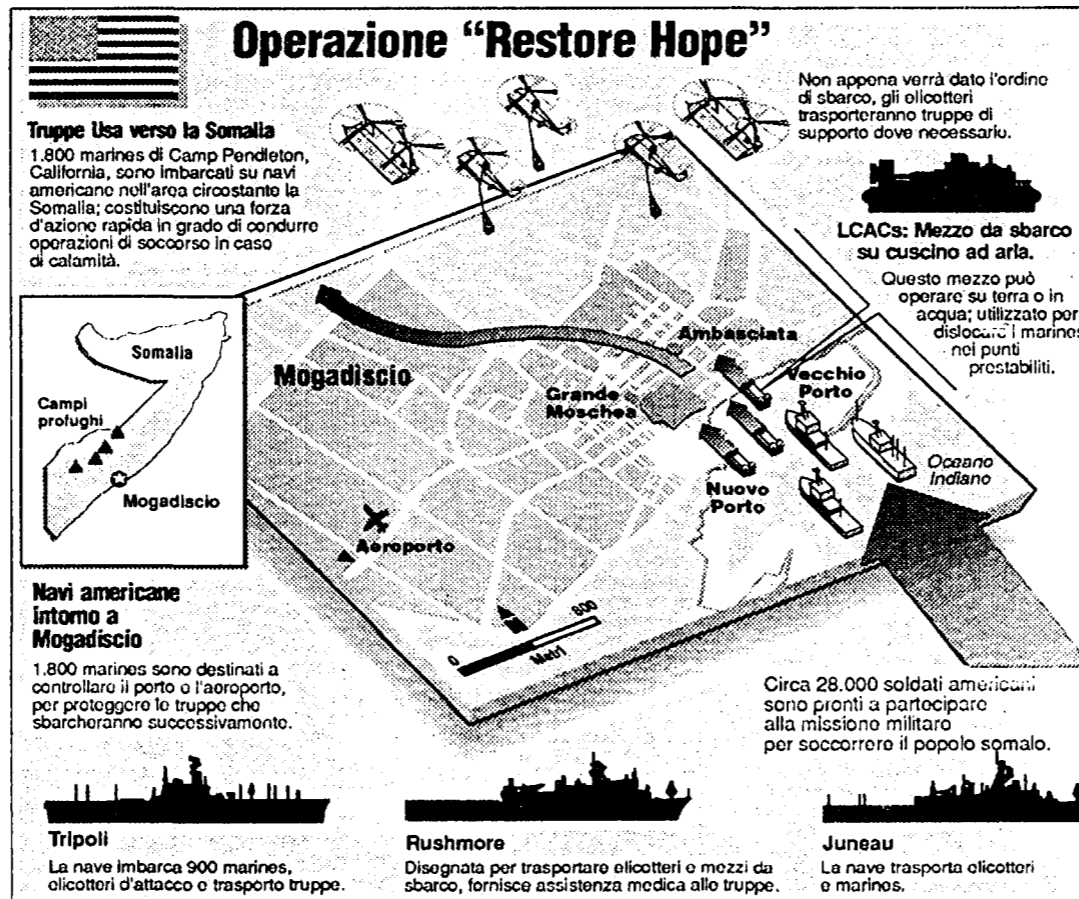 Operazione “Restore Hope”
Truppe Usa verso la Somalia
1.800 marines di Camp Pendleton,
California, sono imbarcati su navi
americane nell'area circostante la
Somalia; costituiscono una forza
d'azione rapida in grado di condurre
operazioni di soccorso in caso
di calamità.
Non appena verrà dato l'ordine
di sbarco, gli elicotteri
trasporteranno truppe di
supporto dove necessario.
LCACs: Mezzo da sbarco
su cuscino ad aria.
Questo mezzo può
operare su terra o in
acqua; utilizzato per
dislocare i marines
nei punti
prestabiliti.
Somalia
Campi
profughi
Mogadiscio
Mogadiscio
Ambasciata
Grande
Moschea
Vecchio
Porto
Nuovo
Porto
Oceano
Indiano
Aeroporto
0
800
Metri
Navi americane
intorno a
Mogadiscio
1.800 marines sono destinati a
controllare il porto e l'aeroporto,
per proteggere le truppe che
sbarcheranno successivamente.
Circa 28.000 soldati americani
sono pronti a partecipare
alla missione militare
per soccorrere il popolo somalo.
Tripoli
La nave imbarca 900 marines,
elicotteri d'attacco e trasporto truppe.
Rushmore
Disegnata per trasportare elicotteri e mezzi da
sbarco, fornisce assistenza medica alle truppe.
Juneau
La nave trasporta elicotteri
e marines.